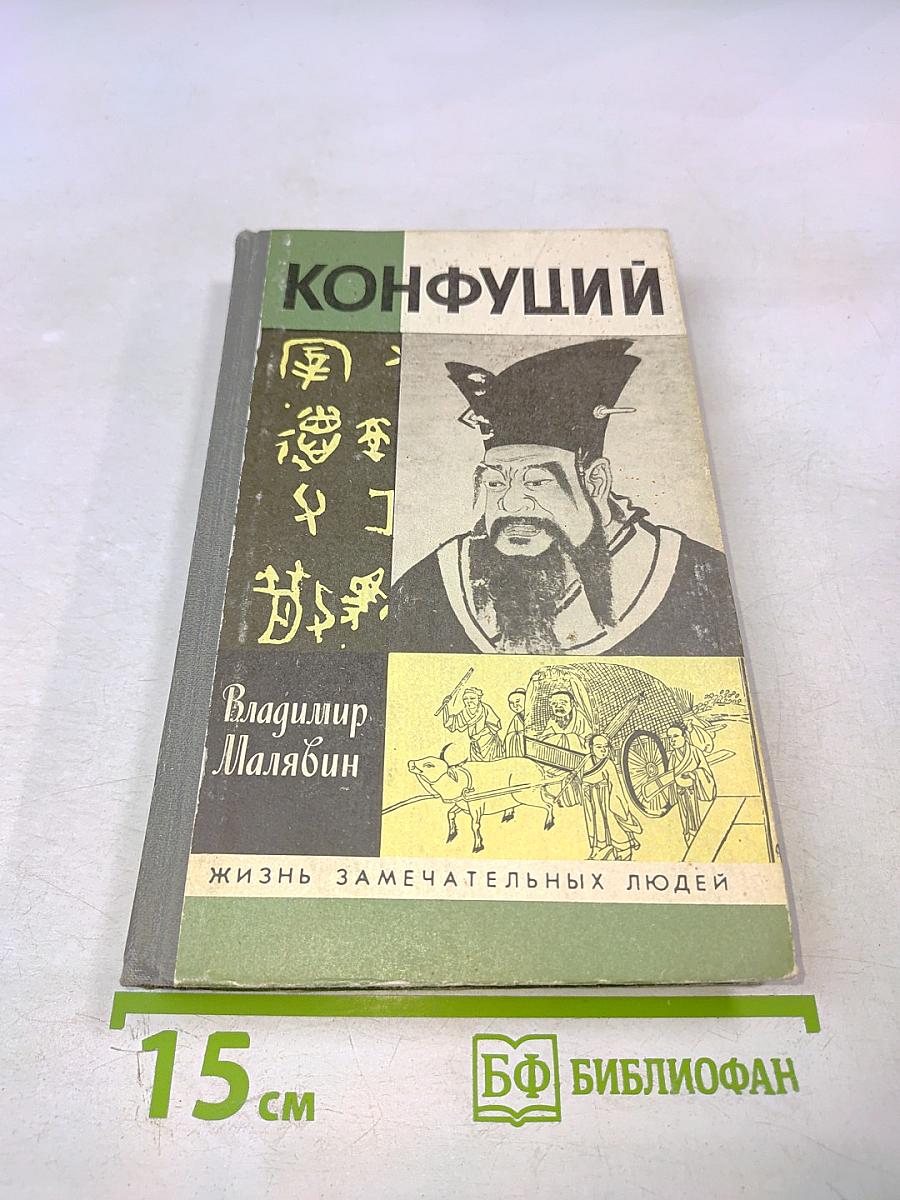 КОНФУЦИЙ
Владимир
Малявин
ЖИЗНЬ ЗАМЕЧАТЕЛЬНЫХ ЛЮДЕЙ
15 см
БФ БИБЛИОФАН